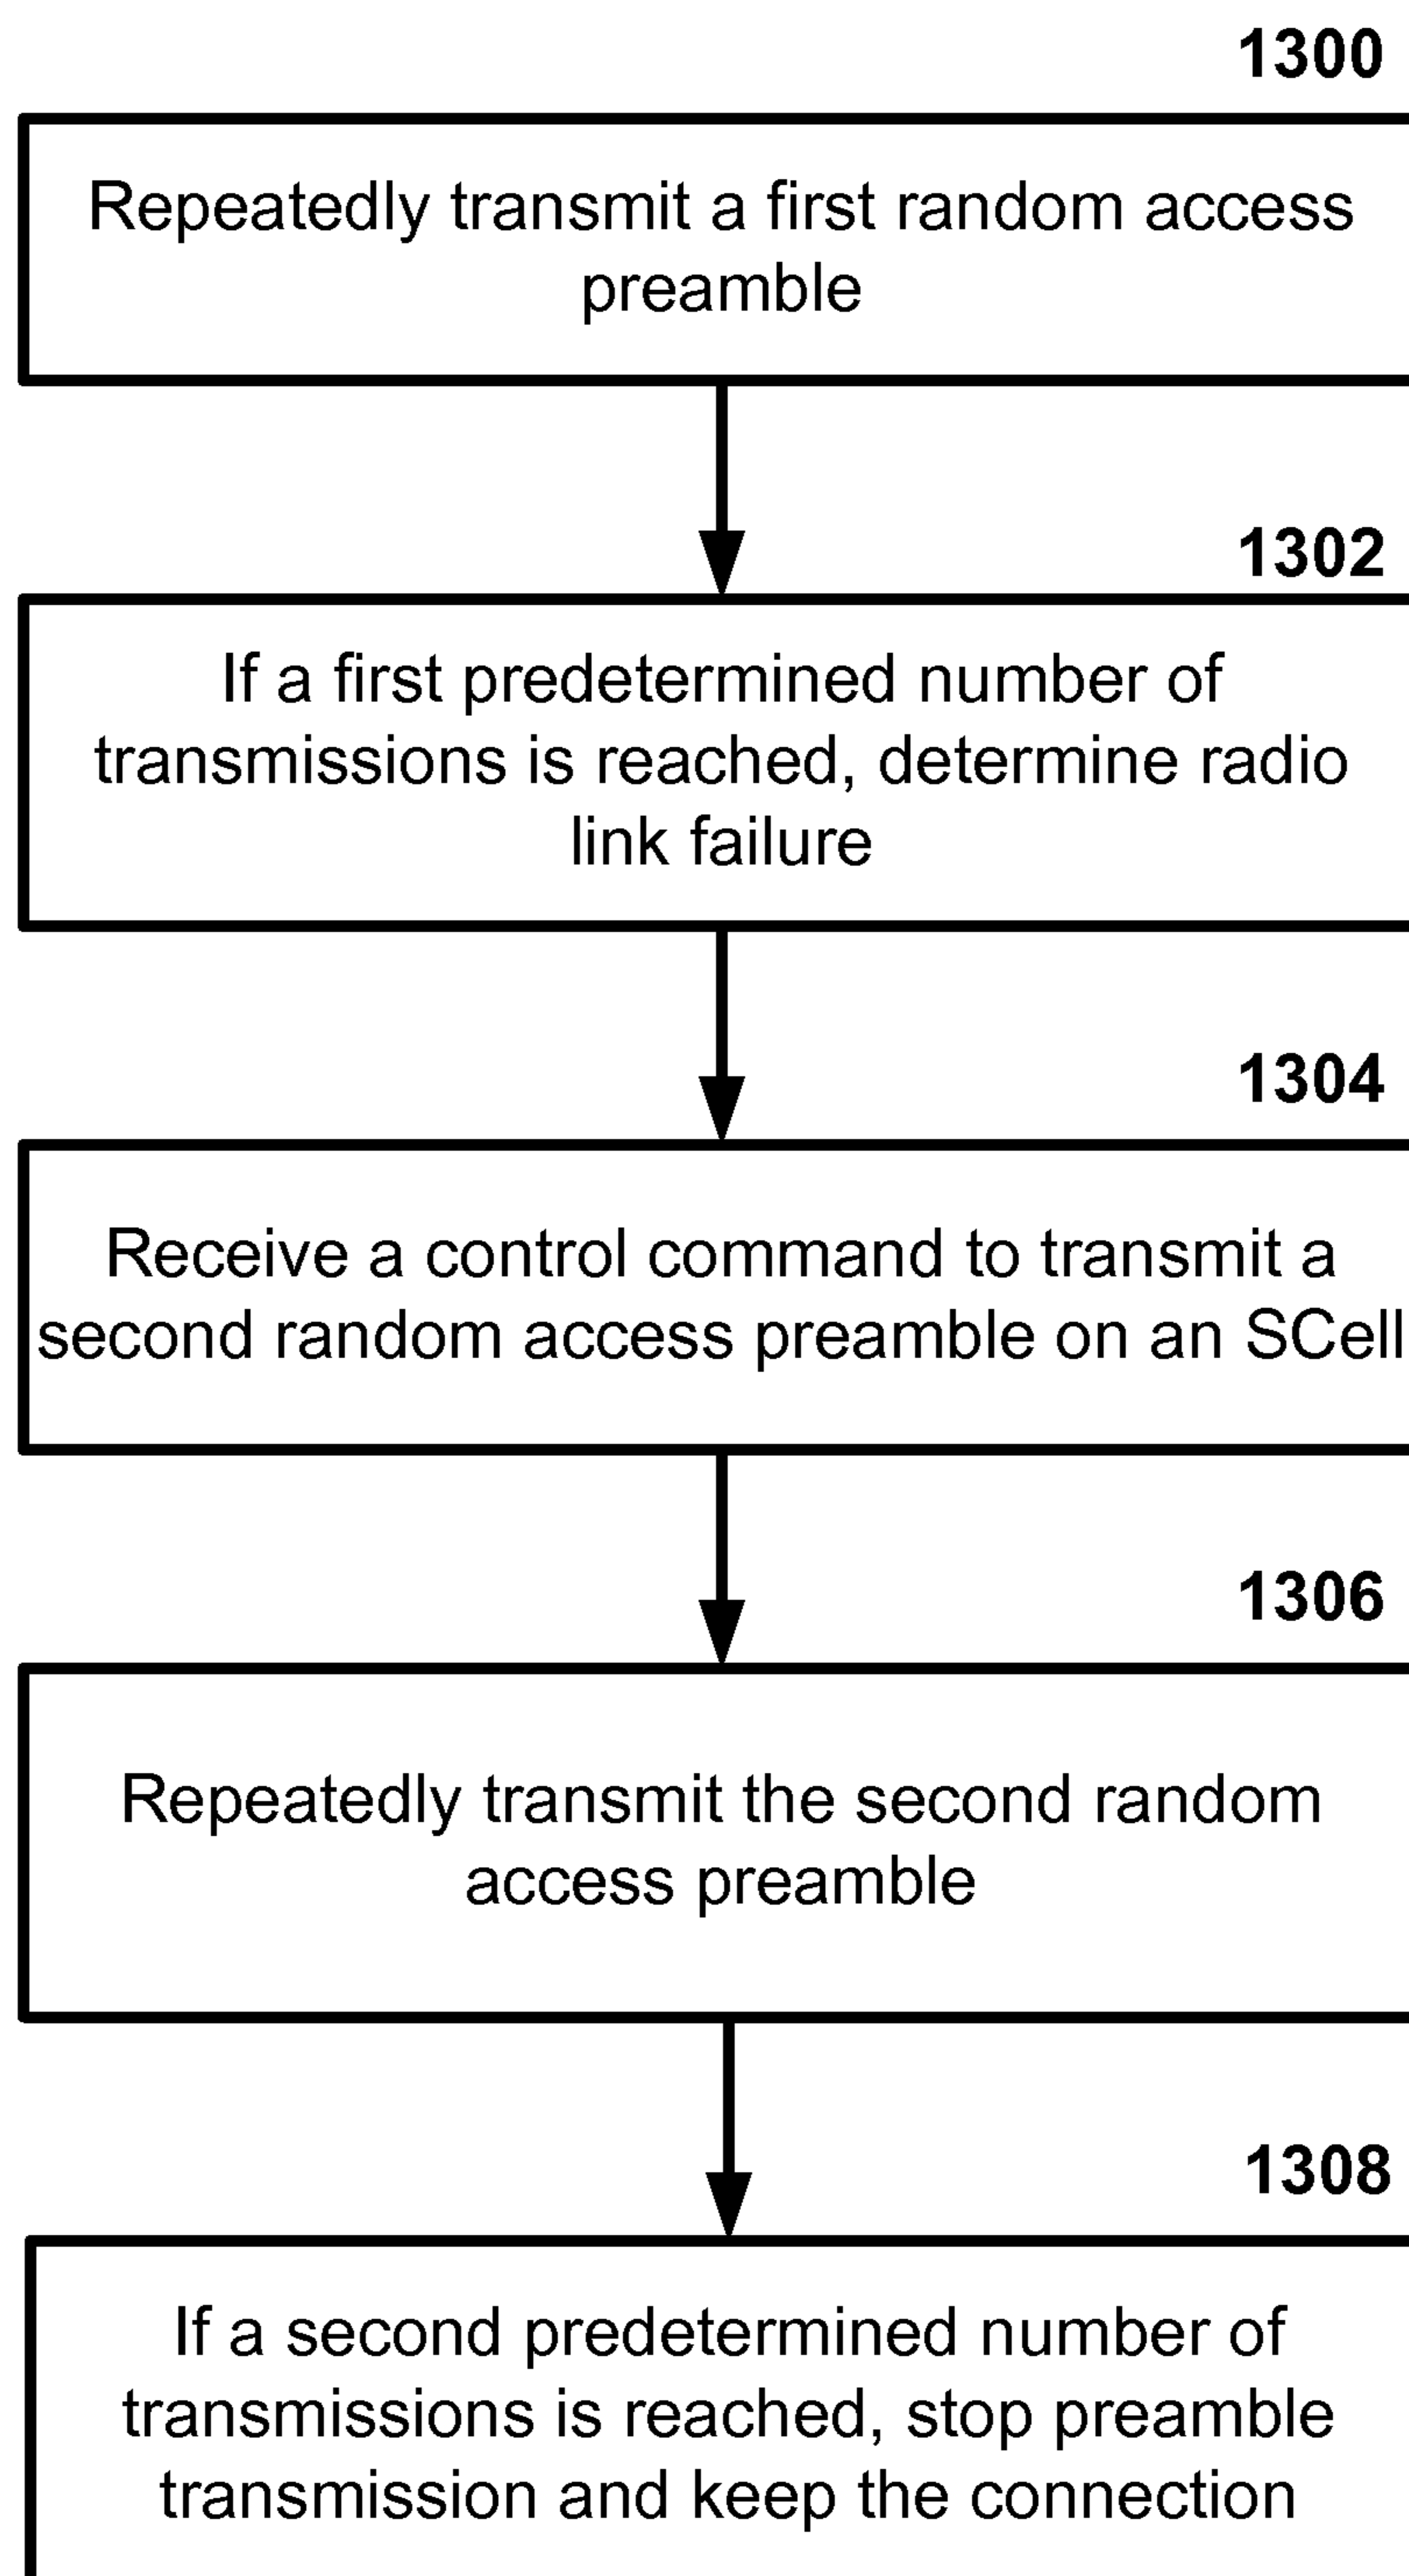 1300
Repeatedly transmit a first random access
preamble
1302
If a first predetermined number of
transmissions is reached, determine radio
link failure
1304
Receive a control command to transmit a
second random access preamble on an SCell
1306
Repeatedly transmit the second random
access preamble
1308
If a second predetermined number of
transmissions is reached, stop preamble
transmission and keep the connection